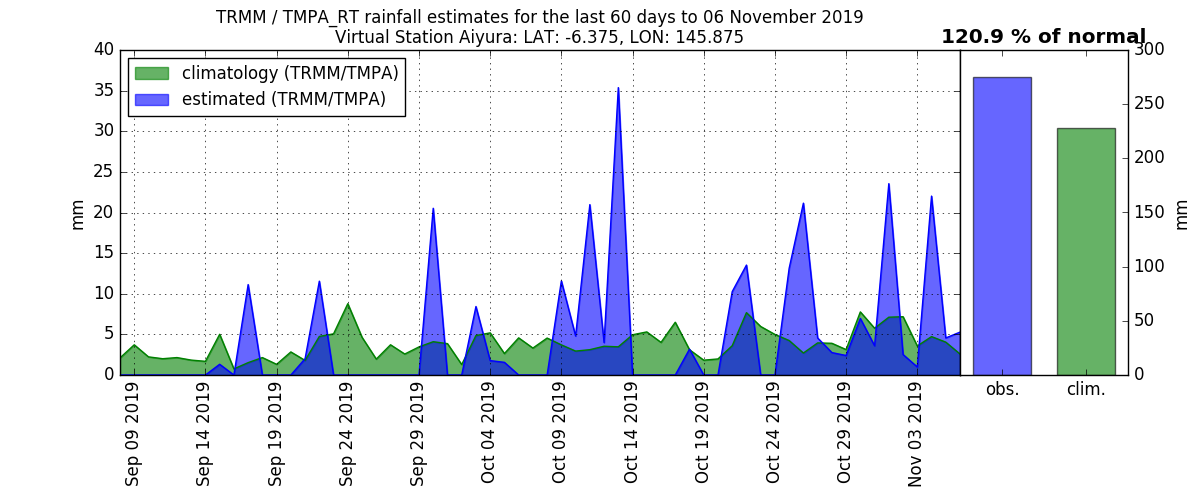 TRMM / TMPA_RT rainfall estimates for the last 60 days to 06 November 2019
Virtual Station Aiyura: LAT: -6.375, LON: 145.875
120.9 % of normal
climatology (TRMM/TMPA)
estimated (TRMM/TMPA)
mm
40
35
30
25
20
15
10
5
0
Sep 09 2019
Sep 14 2019
Sep 19 2019
Sep 24 2019
Sep 29 2019
Oct 04 2019
Oct 09 2019
Oct 14 2019
Oct 19 2019
Oct 24 2019
Oct 29 2019
Nov 03 2019
obs.
clim.
300
250
200
150
100
50
0
mm